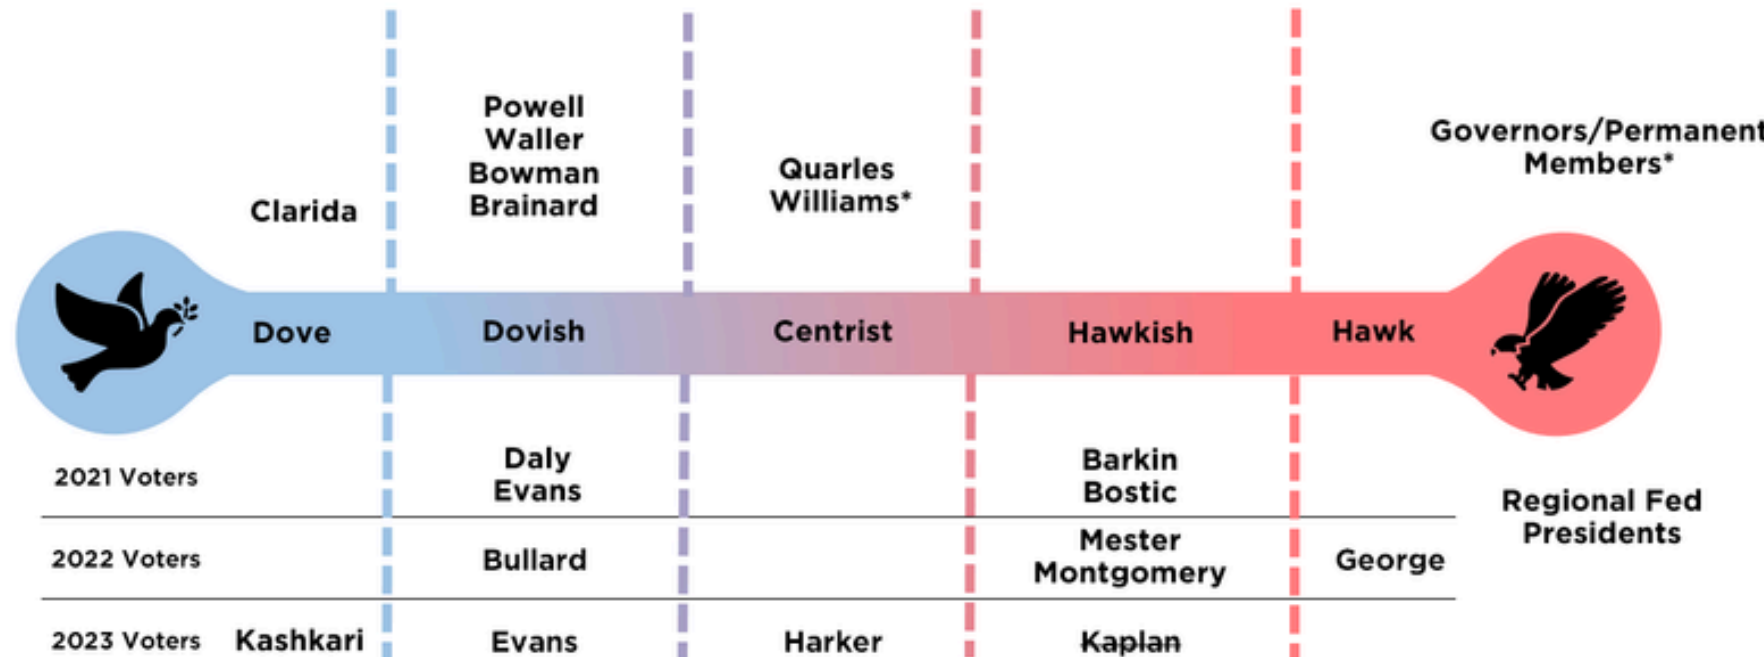 Powell
Waller
Bowman
Brainard
Clarida
Quarles
Williams*
Governors/Permanent
Members*
Dove
Dovish
Centrist
Hawkish
Hawk
2021 Voters
Daly
Evans
Barkin
Bostic
Regional Fed
Presidents
2022 Voters
Bullard
Mester
Montgomery
George
2023 Voters
Kashkari
Evans
Harker
Kaplan